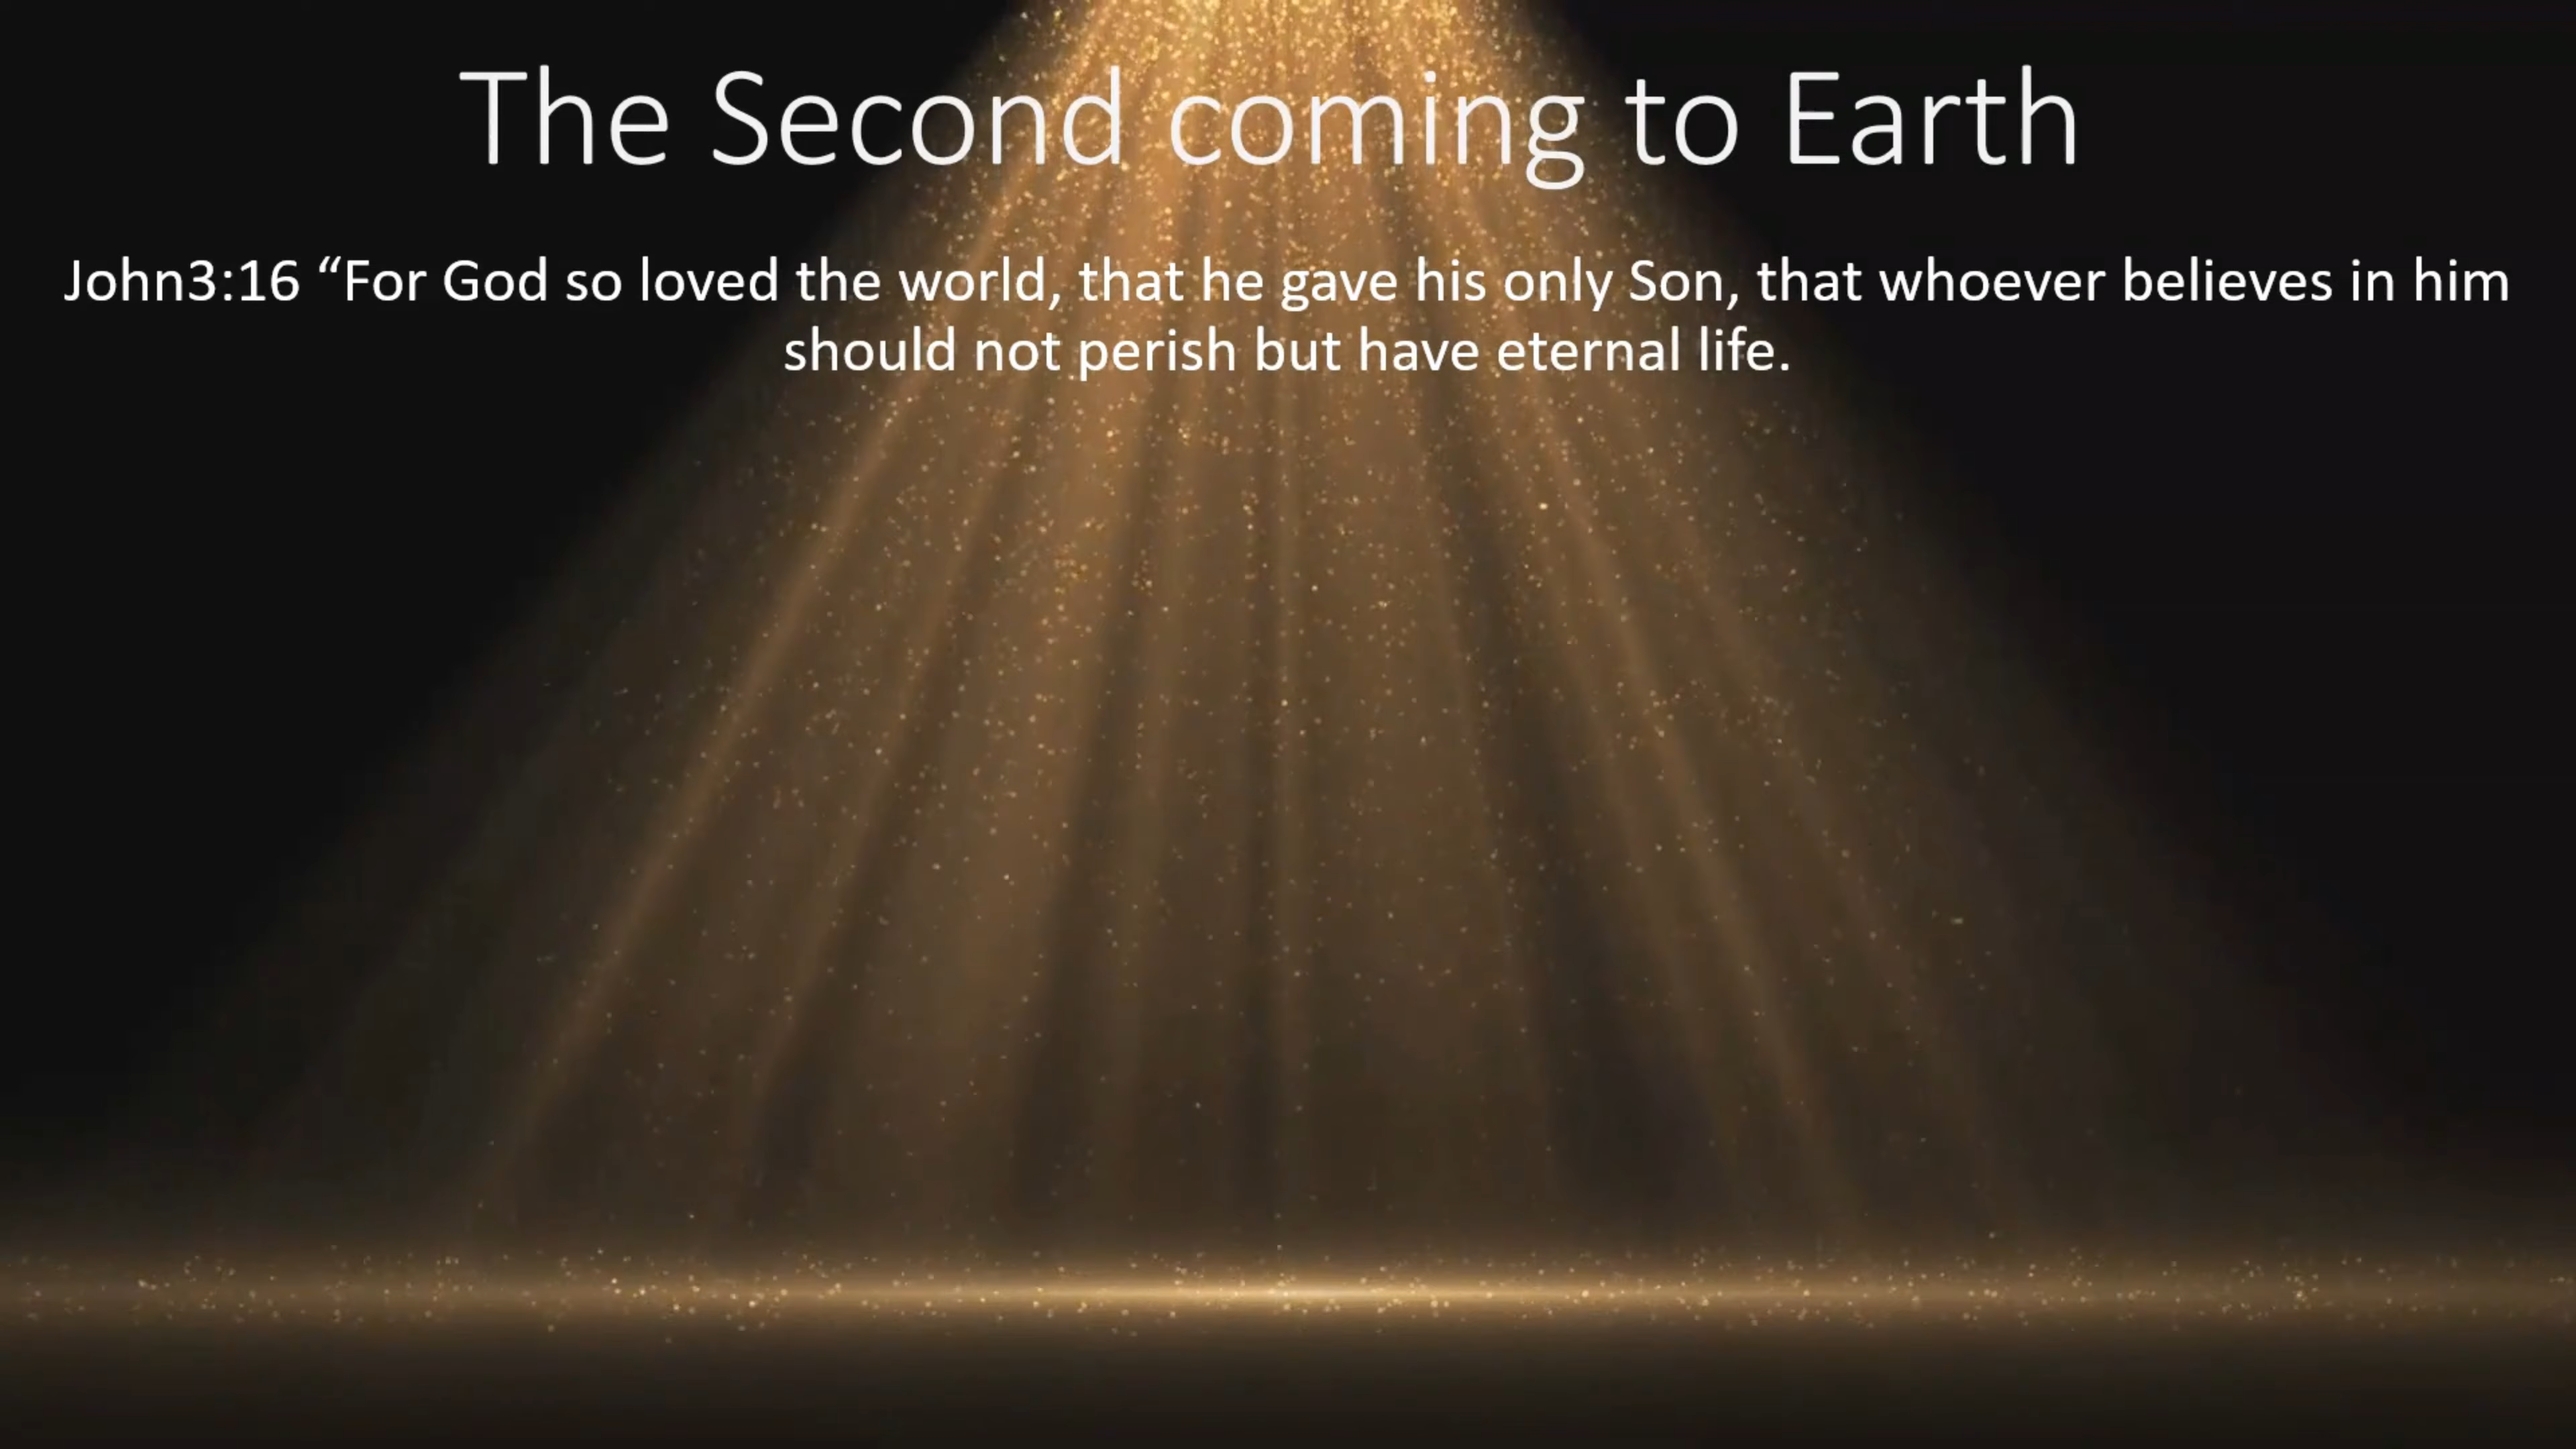 The Second coming to Earth
John3:16 “For God so loved the world, that he gave his only Son, that whoever believes in him
should not perish but have eternal life.